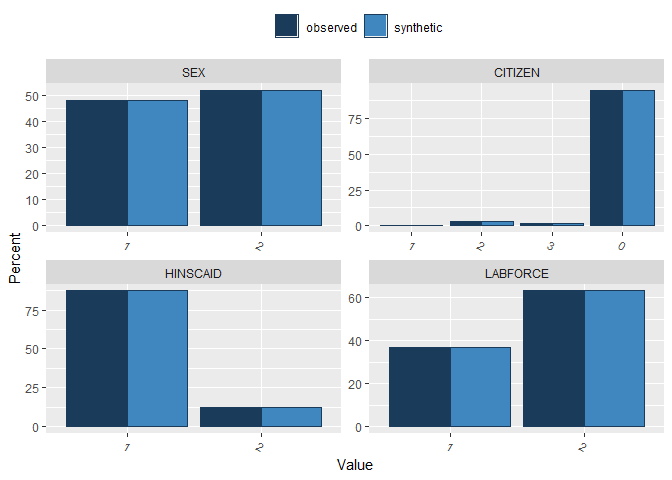 observed synthetic
SEX
CITIZEN
50
40
30
20
10
0
1 2
75
50
25
0
1 2 3 0
Percent
HINSCAID
LABFORCE
75
50
25
0
1 2
60
40
20
0
1 2
Value